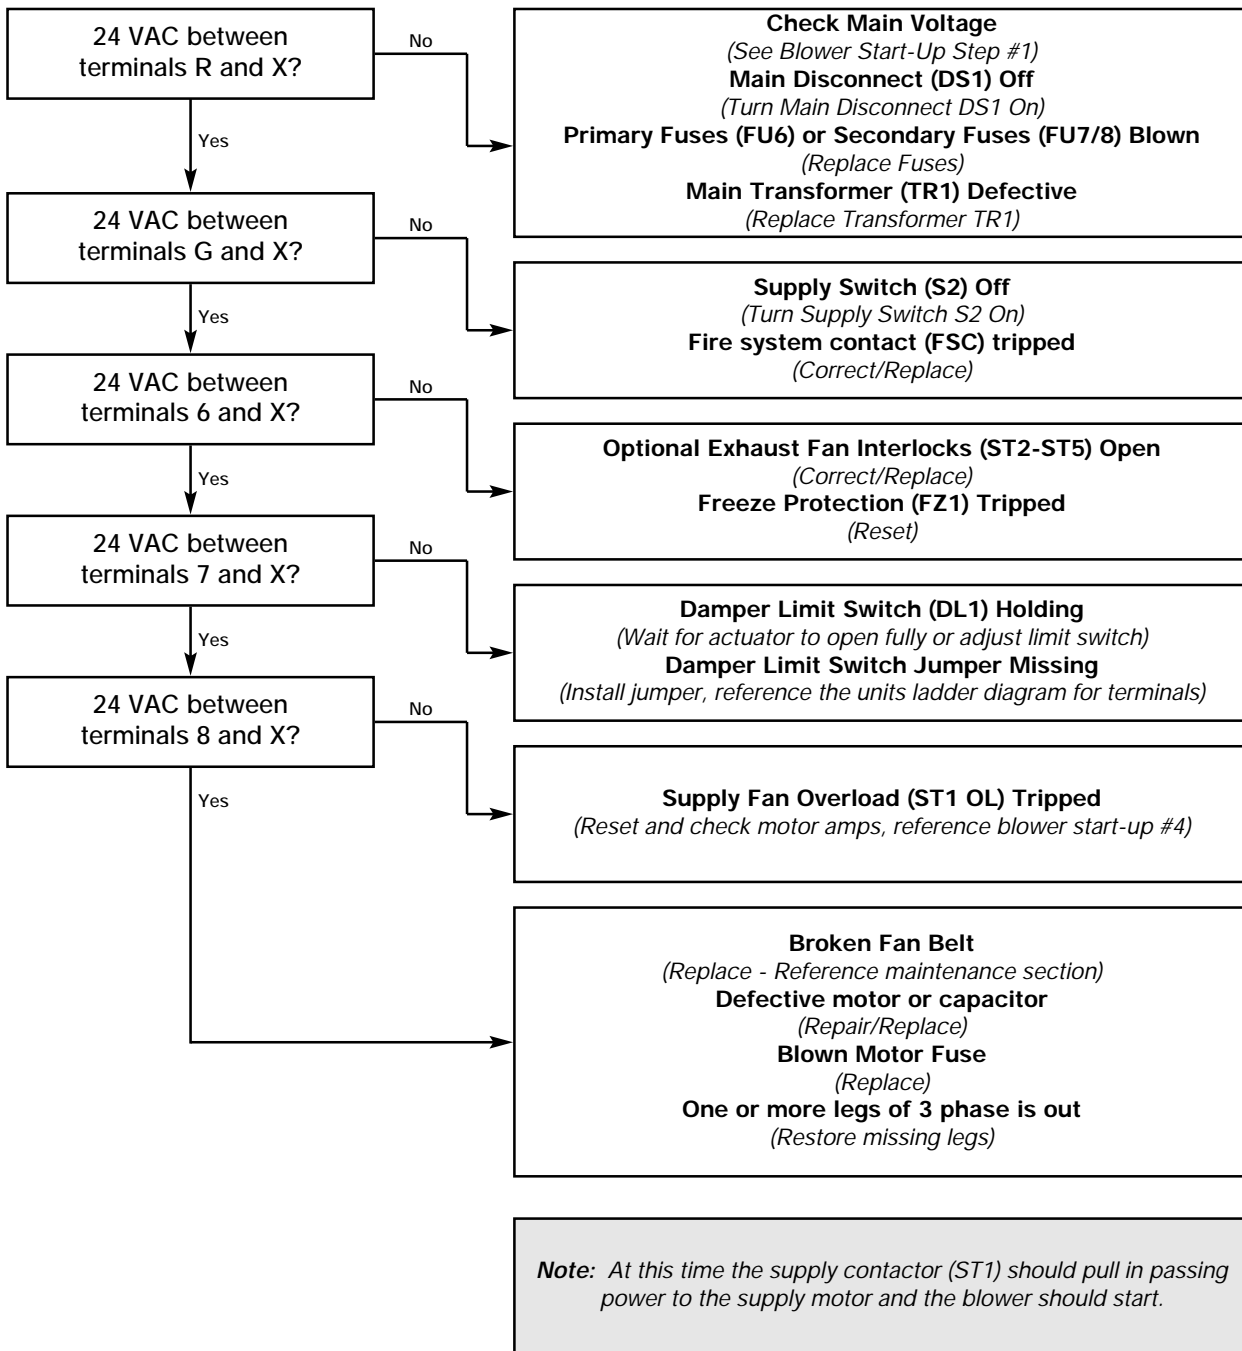 24 VAC between
terminals R and X?
No
Check Main Voltage
(See Blower Start-Up Step #1)
Main Disconnect (DS1) Off
(Turn Main Disconnect DS1 On)
Primary Fuses (FU6) or Secondary Fuses (FU7/8) Blown
(Replace Fuses)
Main Transformer (TR1) Defective
(Replace Transformer TR1)
Yes
24 VAC between
terminals G and X?
No
Supply Switch (S2) Off
(Turn Supply Switch S2 On)
Fire system contact (FSC) tripped
(Correct/Replace)
Yes
24 VAC between
terminals 6 and X?
No
Optional Exhaust Fan Interlocks (ST2-ST5) Open
(Correct/Replace)
Freeze Protection (FZ1) Tripped
(Reset)
Yes
24 VAC between
terminals 7 and X?
No
Damper Limit Switch (DL1) Holding
(Wait for actuator to open fully or adjust limit switch)
Damper Limit Switch Jumper Missing
(Install jumper, reference the units ladder diagram for terminals)
Yes
24 VAC between
terminals 8 and X?
No
Supply Fan Overload (ST1 OL) Tripped
(Reset and check motor amps, reference blower start-up #4)
Yes
Broken Fan Belt
(Replace - Reference maintenance section)
Defective motor or capacitor
(Repair/Replace)
Blown Motor Fuse
(Replace)
One or more legs of 3 phase is out
(Restore missing legs)
Note: At this time the supply contactor (ST1) should pull in passing
power to the supply motor and the blower should start.